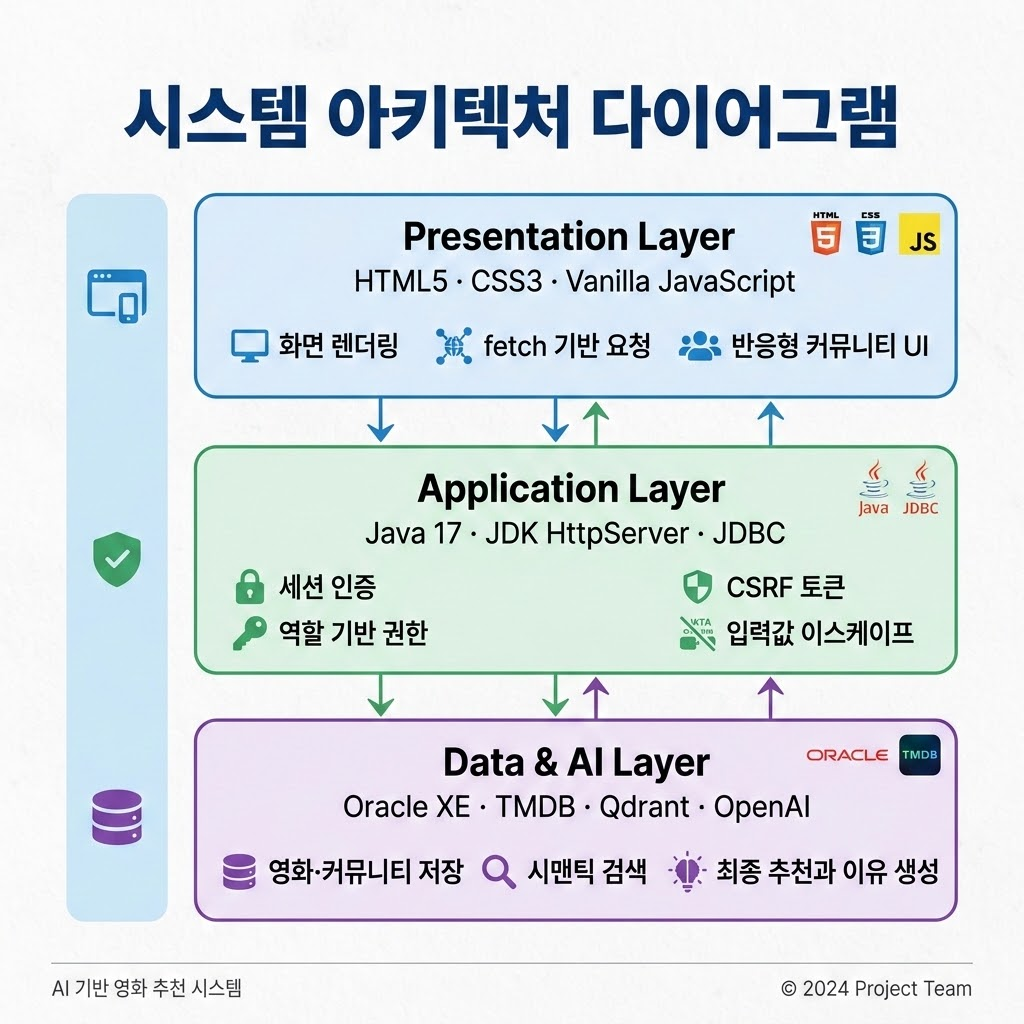 시스템 아키텍처 다이어그램
Presentation Layer
HTML CSS JS
HTML5 · CSS3 · Vanilla JavaScript
화면 렌더링
fetch 기반 요청
반응형 커뮤니티 UI
Application Layer
Java JDBC
Java 17 · JDK HttpServer · JDBC
세션 인증
CSRF 토큰
역할 기반 권한
입력값 이스케이프
Data & AI Layer
ORACLE TMDB
Oracle XE · TMDB · Qdrant · OpenAI
영화·커뮤니티 저장
시맨틱 검색
최종 추천과 이유 생성
AI 기반 영화 추천 시스템
© 2024 Project Team